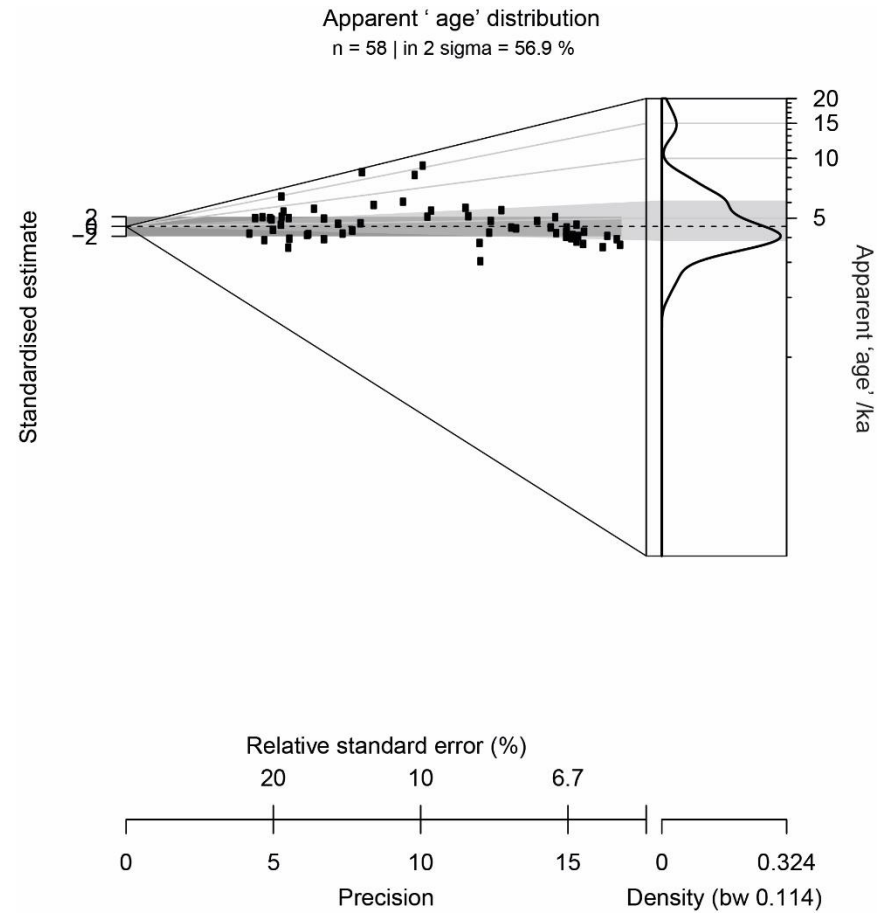 Apparent ‘ age’ distribution
n = 58 | in 2 sigma = 56.9 %
20
15
10
5
Apparent ‘age’ /ka
Standardised estimate
2
0
−2
Relative standard error (%)
20 10 6.7
0 5 10 15
Precision
0 0.324
Density (bw 0.114)